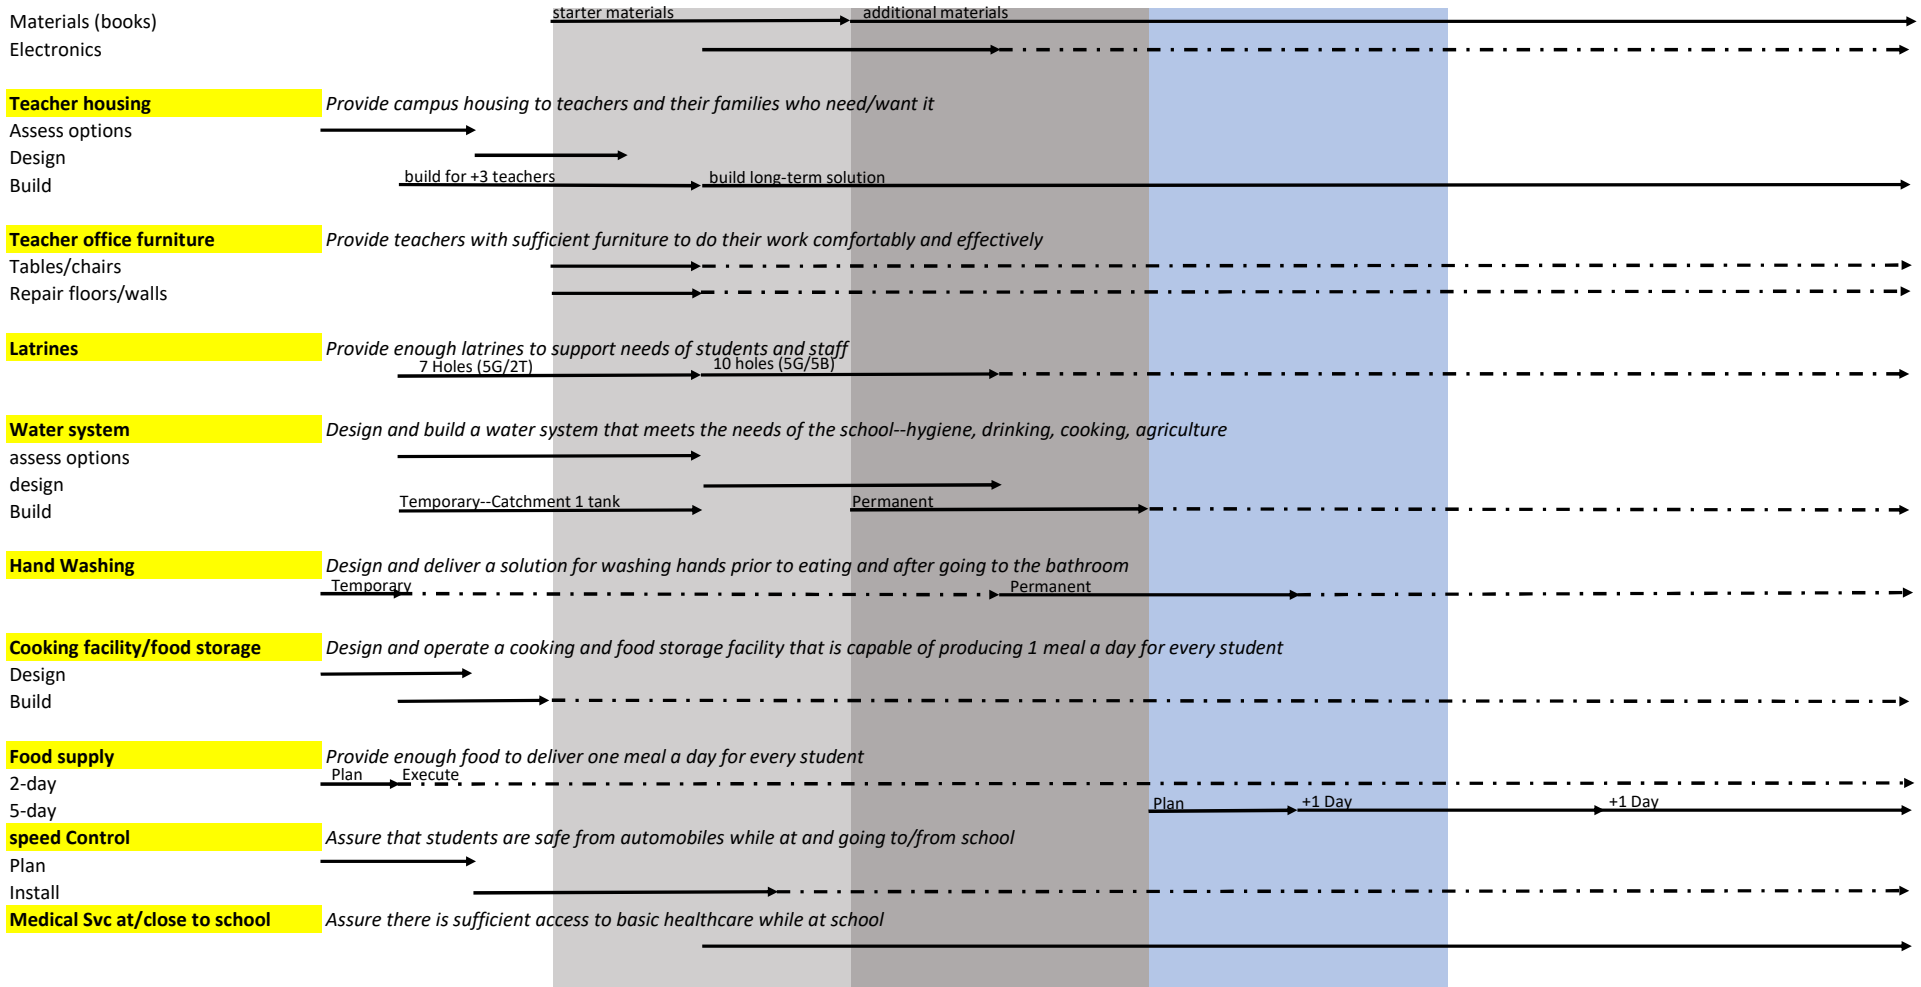 Materials (books) starter materials additional materials
Electronics
Teacher housing Provide campus housing to teachers and their families who need/want it
Assess options
Design
Build build for +3 teachers build long-term solution
Teacher office furniture Provide teachers with sufficient furniture to do their work comfortably and effectively
Tables/chairs
Repair floors/walls
Latrines Provide enough latrines to support needs of students and staff
7 Holes (5G/2T) 10 holes (5G/5B)
Water system Design and build a water system that meets the needs of the school--hygiene, drinking, cooking, agriculture
assess options
design
Build Temporary--Catchment 1 tank Permanent
Hand Washing Design and deliver a solution for washing hands prior to eating and after going to the bathroom
Temporary Permanent
Cooking facility/food storage Design and operate a cooking and food storage facility that is capable of producing 1 meal a day for every student
Design
Build
Food supply Provide enough food to deliver one meal a day for every student
2-day Plan Execute
5-day Plan +1 Day +1 Day
speed Control Assure that students are safe from automobiles while at and going to/from school
Plan
Install
Medical Svc at/close to school Assure there is sufficient access to basic healthcare while at school